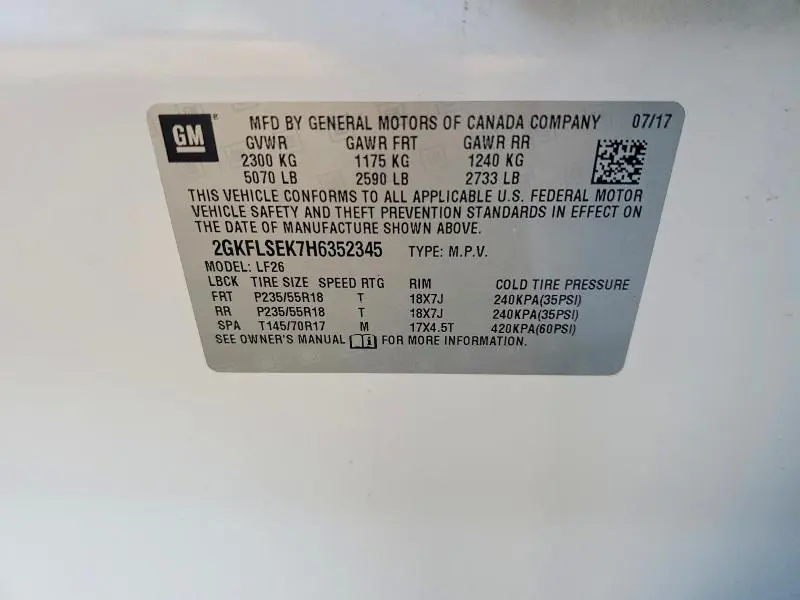 GM ® MFD BY GENERAL MOTORS OF CANADA COMPANY 07/17
GVWR GAWR FRT GAWR RR
2300 KG 1175 KG 1240 KG
5070 LB 2590 LB 2733 LB
THIS VEHICLE CONFORMS TO ALL APPLICABLE U.S. FEDERAL MOTOR
VEHICLE SAFETY AND THEFT PREVENTION STANDARDS IN EFFECT ON
THE DATE OF MANUFACTURE SHOWN ABOVE.
2GKFLSEK7H6352345 TYPE: M.P.V.
MODEL: LF26
LBCK TIRE SIZE SPEED RTG RIM COLD TIRE PRESSURE
FRT P235/55R18 T 18X7J 240KPA(35PSI)
RR P235/55R18 T 18X7J 240KPA(35PSI)
SPA T145/70R17 M 17X4.5T 420KPA(60PSI)
SEE OWNER'S MANUAL FOR MORE INFORMATION.